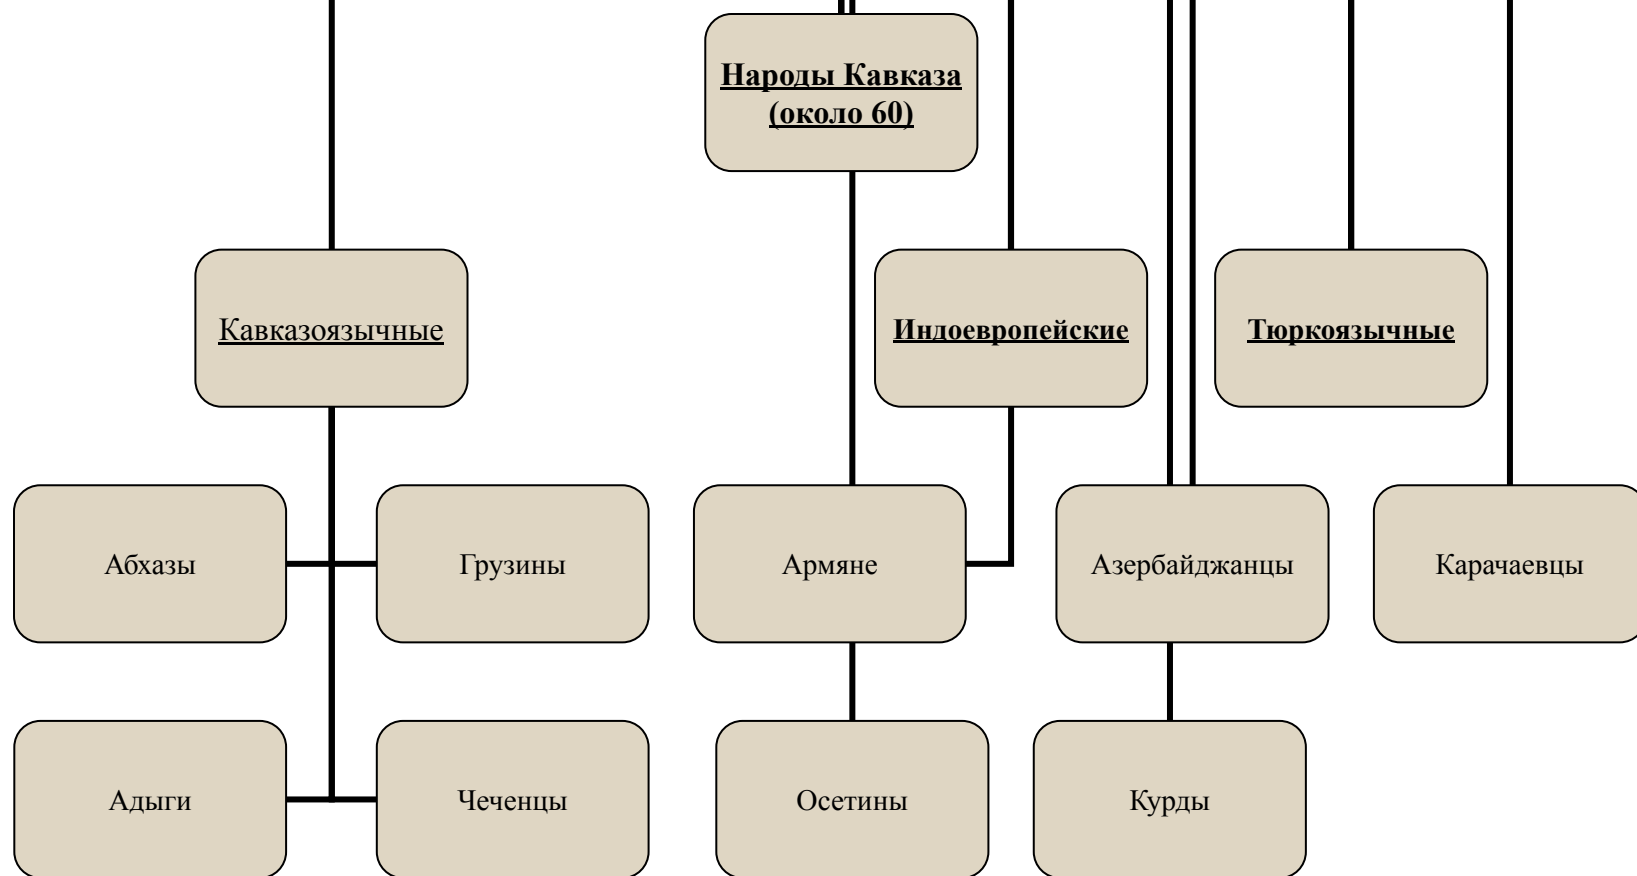 Народы Кавказа
(около 60)
Кавказоязычные
Индоевропейские
Тюркоязычные
Абхазы
Грузины
Армяне
Азербайджанцы
Карачаевцы
Адыги
Чеченцы
Осетины
Курды